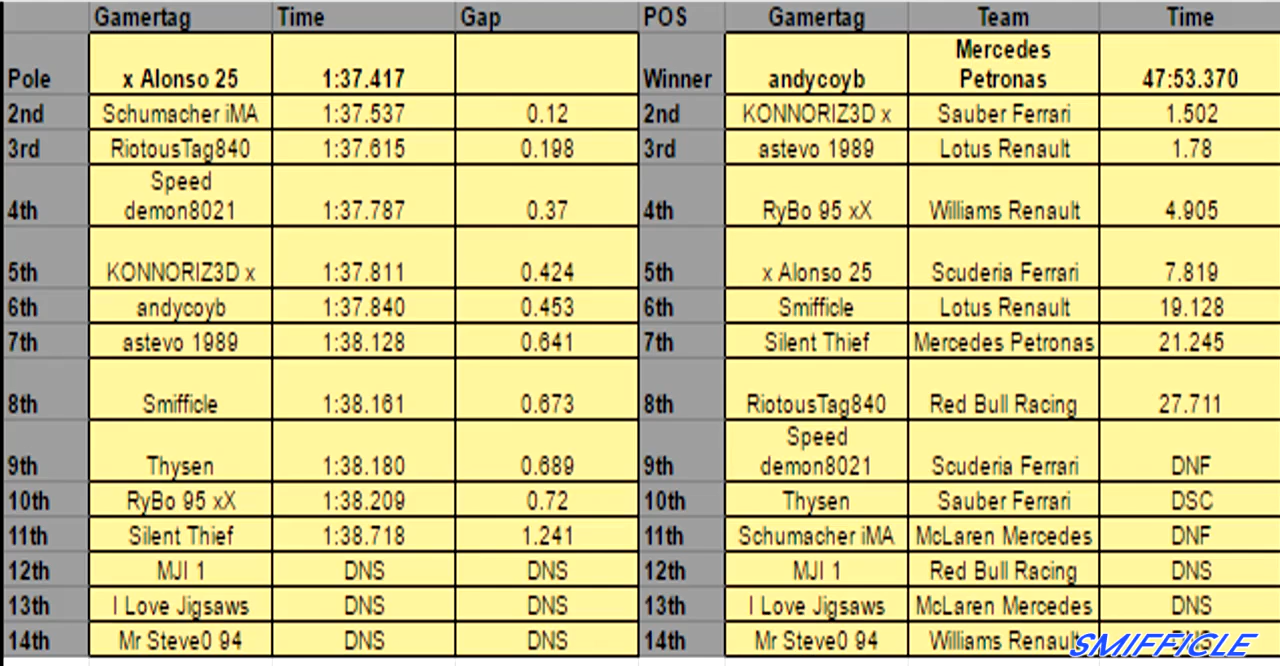 Gamertag Time Gap POS Gamertag Team Time
Pole x Alonso 25 1:37.417 Winner andycoyb Mercedes Petronas 47:53.370
2nd Schumacher iMA 1:37.537 0.12 2nd KONNORIZ3D x Sauber Ferrari 1.502
3rd RiotousTag840 1:37.615 0.198 3rd astevo 1989 Lotus Renault 1.78
4th Speed demon8021 1:37.787 0.37 4th RyBo 95 xX Williams Renault 4.905
5th KONNORIZ3D x 1:37.811 0.424 5th x Alonso 25 Scuderia Ferrari 7.819
6th andycoyb 1:37.840 0.453 6th Smifficle Lotus Renault 19.128
7th astevo 1989 1:38.128 0.641 7th Silent Thief Mercedes Petronas 21.245
8th Smifficle 1:38.161 0.673 8th RiotousTag840 Red Bull Racing 27.711
9th Thysen 1:38.180 0.689 9th Speed demon8021 Scuderia Ferrari DNF
10th RyBo 95 xX 1:38.209 0.72 10th Thysen Sauber Ferrari DSC
11th Silent Thief 1:38.718 1.241 11th Schumacher iMA McLaren Mercedes DNF
12th MJI 1 DNS DNS 12th MJI 1 Red Bull Racing DNS
13th I Love Jigsaws DNS DNS 13th I Love Jigsaws McLaren Mercedes DNS
14th Mr Steve0 94 DNS DNS 14th Mr Steve0 94 Williams Renault DNS
SMIFFICLE